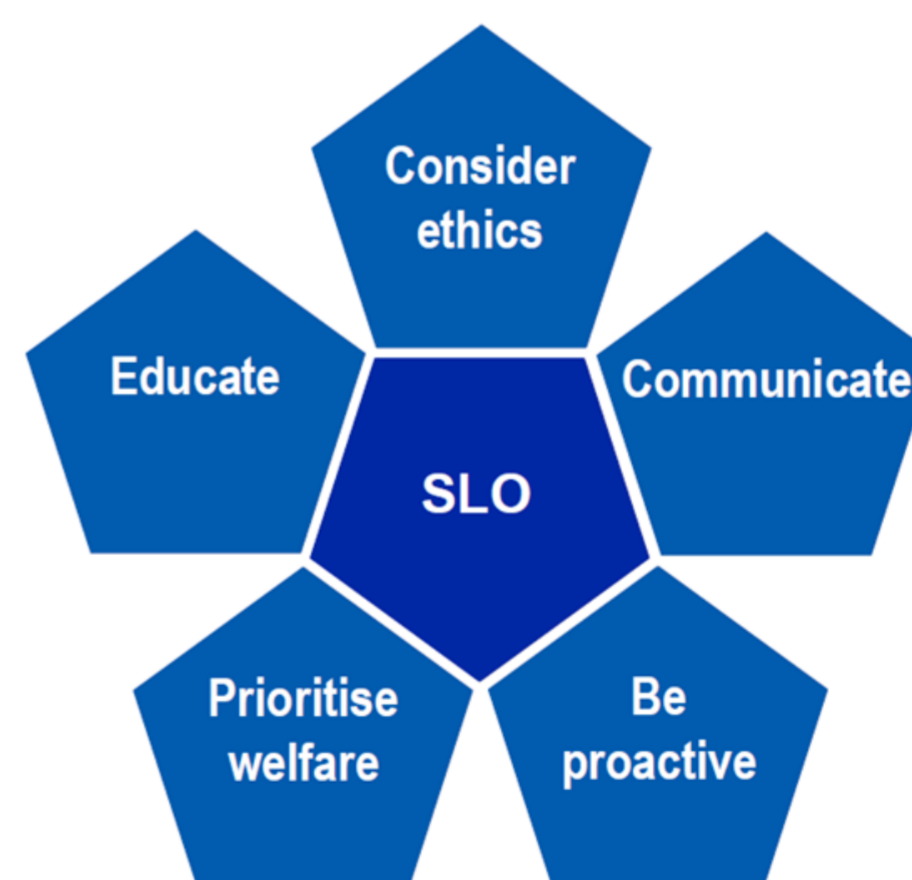 Consider
ethics
Educate
Communicate
SLO
Prioritise
welfare
Be
proactive